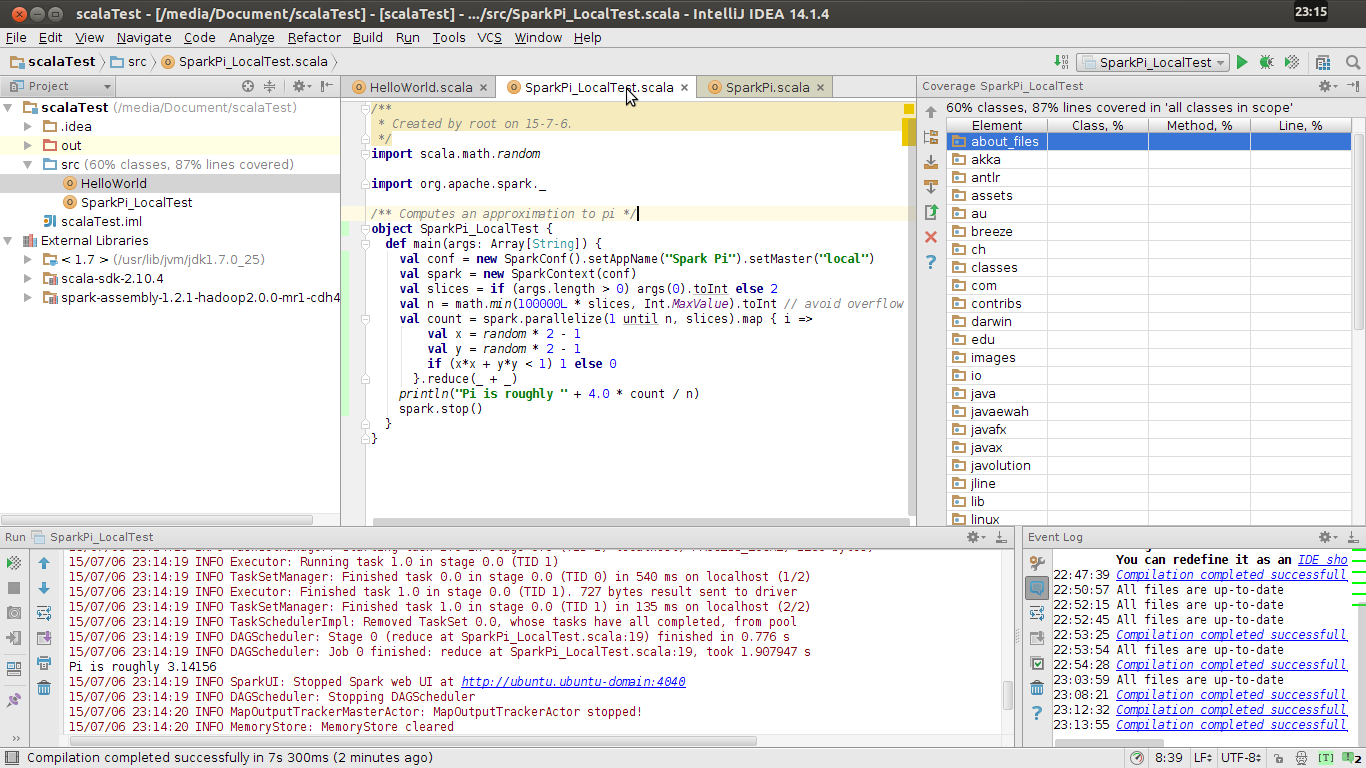 scalaTest - [/media/Document/scalaTest] - [scalaTest] - .../src/SparkPi_LocalTest.scala - IntelliJ IDEA 14.1.4
23:15
File Edit View Navigate Code Analyze Refactor Build Run Tools VCS Window Help
scalaTest src SparkPi_LocalTest.scala
SparkPi_LocalTest
Project
HelloWorld.scala
SparkPi_LocalTest.scala
SparkPi.scala
Coverage SparkPi_LocalTest
scalaTest (/media/Document/scalaTest)
.idea
out
src (60% classes, 87% lines covered)
HelloWorld
SparkPi_LocalTest
scalaTest.iml
External Libraries
< 1.7 > (/usr/lib/jvm/jdk1.7.0_25)
scala-sdk-2.10.4
spark-assembly-1.2.1-hadoop2.0.0-mr1-cdh4
/**
* Created by root on 15-7-6.
*/
import scala.math.random
import org.apache.spark._
/** Computes an approximation to pi */
object SparkPi_LocalTest {
def main(args: Array[String]) {
val conf = new SparkConf().setAppName("Spark Pi").setMaster("local")
val spark = new SparkContext(conf)
val slices = if (args.length > 0) args(0).toInt else 2
val n = math.min(100000L * slices, Int.MaxValue).toInt // avoid overflow
val count = spark.parallelize(1 until n, slices).map { i =>
val x = random * 2 - 1
val y = random * 2 - 1
if (x*x + y*y < 1) 1 else 0
}.reduce(_ + _)
println("Pi is roughly " + 4.0 * count / n)
spark.stop()
}
}
60% classes, 87% lines covered in 'all classes in scope'
Element Class, % Method, % Line, %
about_files
akka
antlr
assets
au
breeze
ch
classes
com
contribs
darwin
edu
images
io
java
javaewah
javafx
javax
javolution
jline
lib
linux
Run SparkPi_LocalTest
15/07/06 23:14:19 INFO Executor: Running task 1.0 in stage 0.0 (TID 1)
15/07/06 23:14:19 INFO TaskSetManager: Finished task 0.0 in stage 0.0 (TID 0) in 540 ms on localhost (1/2)
15/07/06 23:14:19 INFO Executor: Finished task 1.0 in stage 0.0 (TID 1). 727 bytes result sent to driver
15/07/06 23:14:19 INFO TaskSetManager: Finished task 1.0 in stage 0.0 (TID 1) in 135 ms on localhost (2/2)
15/07/06 23:14:19 INFO TaskSchedulerImpl: Removed TaskSet 0.0, whose tasks have all completed, from pool
15/07/06 23:14:19 INFO DAGScheduler: Stage 0 (reduce at SparkPi_LocalTest.scala:19) finished in 0.776 s
15/07/06 23:14:19 INFO DAGScheduler: Job 0 finished: reduce at SparkPi_LocalTest.scala:19, took 1.907947 s
Pi is roughly 3.14156
15/07/06 23:14:19 INFO SparkUI: Stopped Spark web UI at http://ubuntu.ubuntu-domain:4040
15/07/06 23:14:19 INFO DAGScheduler: Stopping DAGScheduler
15/07/06 23:14:20 INFO MapOutputTrackerMasterActor: MapOutputTrackerActor stopped!
15/07/06 23:14:20 INFO MemoryStore: MemoryStore cleared
Event Log
You can redefine it as an IDE sho
22:47:39 Compilation completed successfull
22:50:57 All files are up-to-date
22:52:15 All files are up-to-date
22:52:45 All files are up-to-date
22:53:25 Compilation completed successfull
22:53:54 All files are up-to-date
22:54:28 Compilation completed successfull
23:03:59 All files are up-to-date
23:08:21 Compilation completed successfull
23:12:32 Compilation completed successfull
23:13:55 Compilation completed successfull
Compilation completed successfully in 7s 300ms (2 minutes ago)
8:39 LF UTF-8 [T] 2